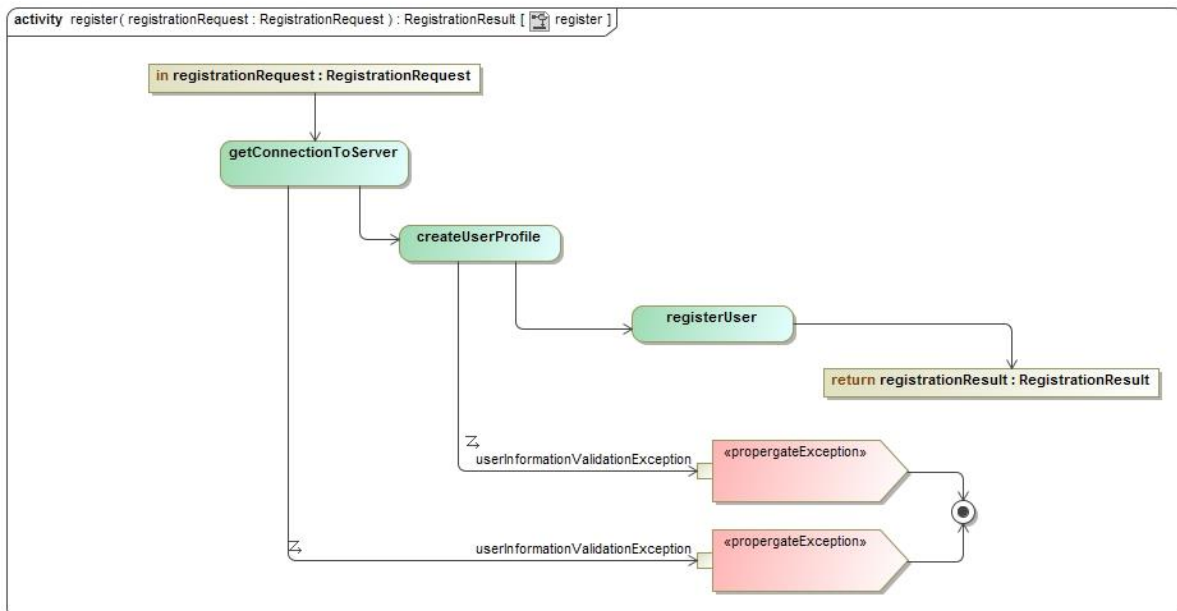 activity register( registrationRequest : RegistrationRequest ) : RegistrationResult [ register ]
in registrationRequest : RegistrationRequest
getConnectionToServer
createUserProfile
registerUser
return registrationResult : RegistrationResult
«propergateException»
userInformationValidationException
«propergateException»
userInformationValidationException